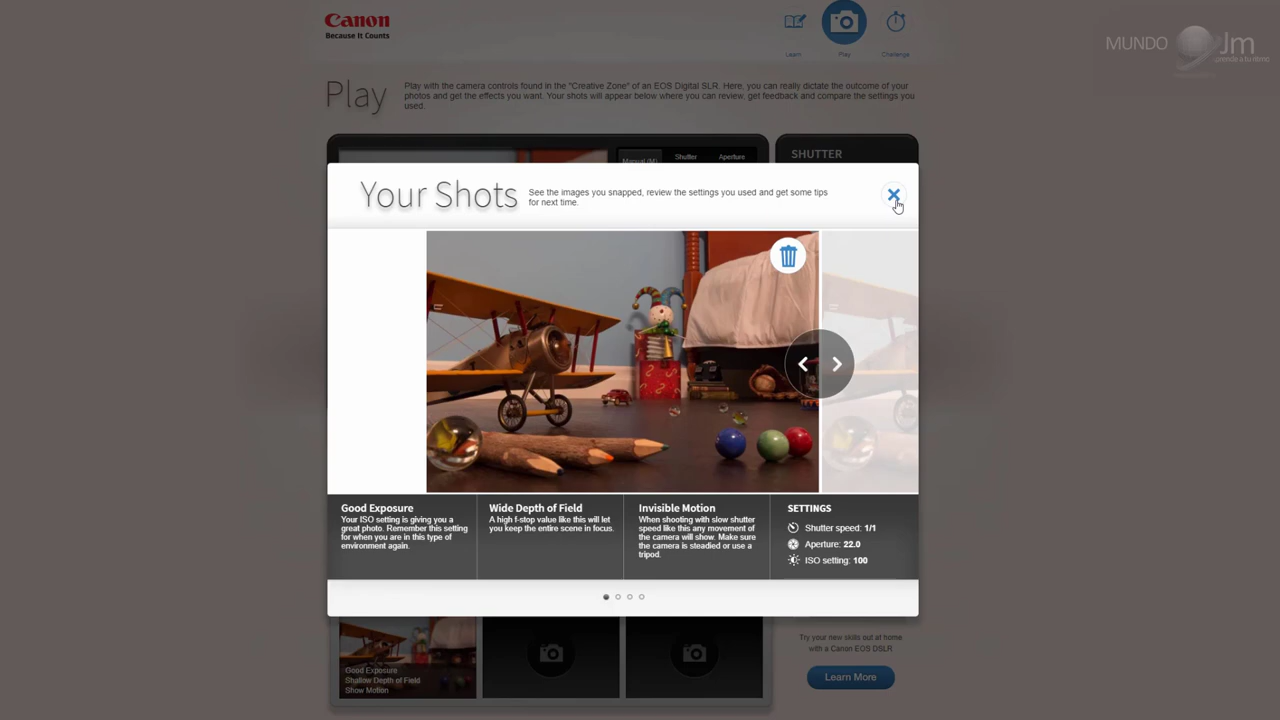 Canon
Because It Counts
Learn
Play
Challenge
MUNDO
Jm
Play
Play with the camera controls found in the "Creative Zone" of an EOS Digital SLR. Here, you can really dictate the outcome of your
photos and get the effects you want. Your shots will appear below where you can review, get feedback and compare the settings you
used.
Manual (M)
Shutter
Aperture
SHUTTER
Your Shots
See the images you snapped, review the settings you used and get some tips
for next time.
Good Exposure
Your ISO setting is giving you a
great photo. Remember this setting
for when you are in this type of
environment again.
Wide Depth of Field
A high f-stop value like this will let
you keep the entire scene in focus.
Invisible Motion
When shooting with slow shutter
speed like this any movement of
the camera will show. Make sure
the camera is steadied or use a
tripod.
SETTINGS
Shutter speed: 1/1
Aperture: 22.0
ISO setting: 100
Good Exposure
Shallow Depth of Field
Show Motion
Try your new skills out at home
with a Canon EOS DSLR
Learn More